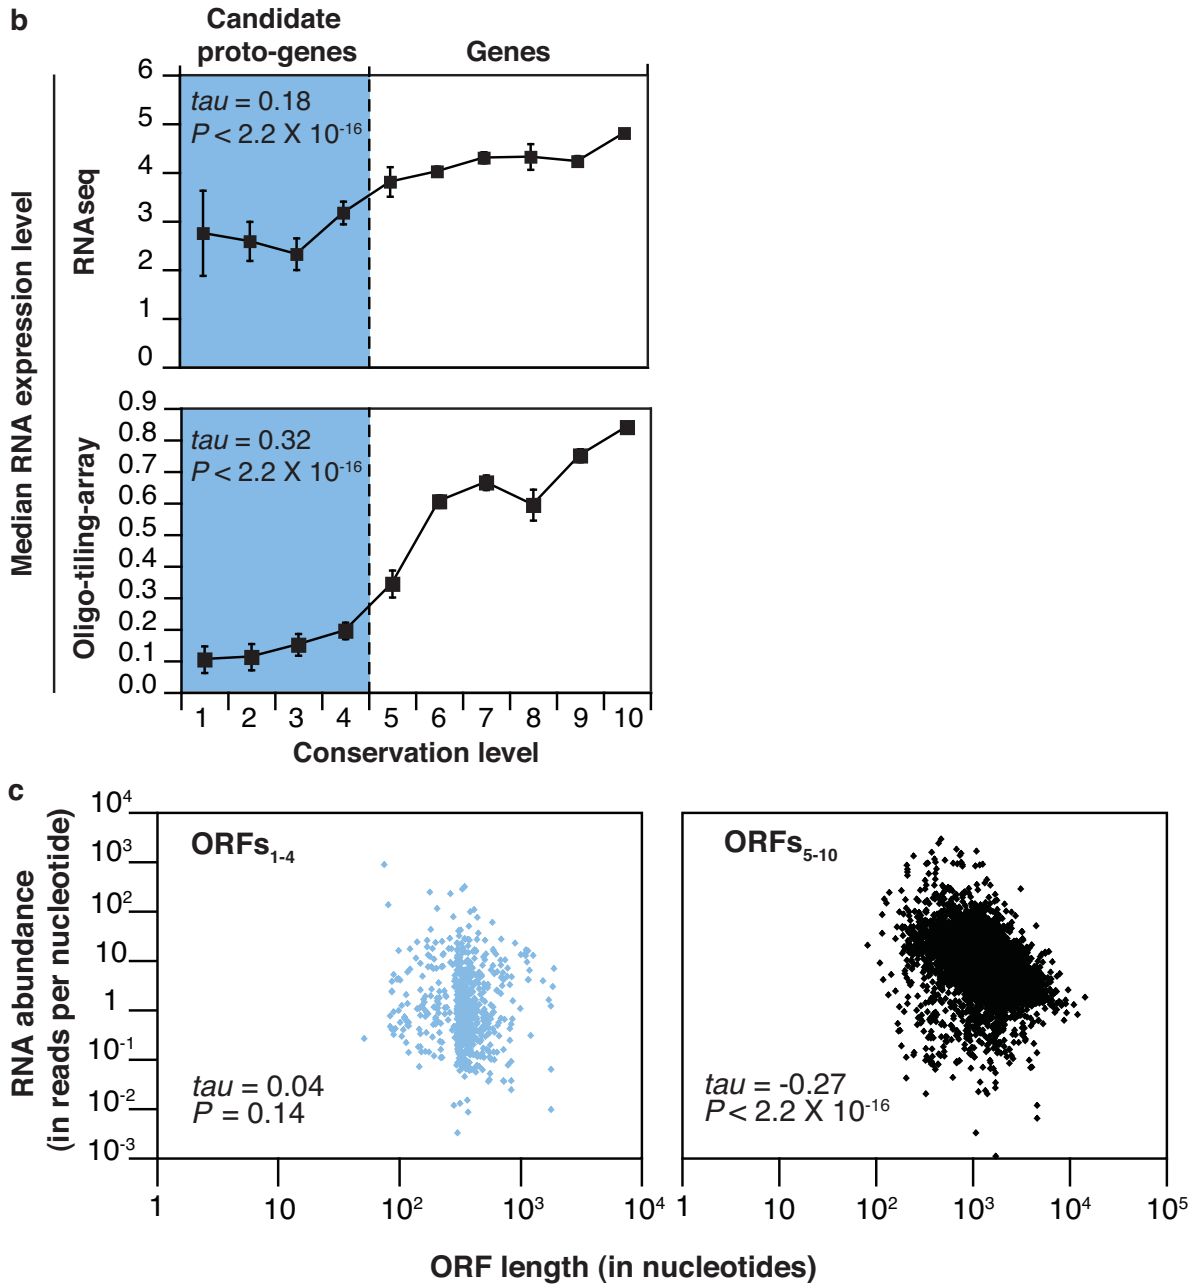 b
Candidate
proto-genes
Genes
Median RNA expression level
RNAseq
6
5
4
3
2
1
0
tau = 0.18
P < 2.2 X 10⁻¹⁶
Oligo-tiling-array
0.9
0.8
0.7
0.6
0.5
0.4
0.3
0.2
0.1
0.0
tau = 0.32
P < 2.2 X 10⁻¹⁶
1 2 3 4 5 6 7 8 9 10
Conservation level
c
RNA abundance
(in reads per nucleotide)
10⁴
10³
10²
10
1
10⁻¹
10⁻²
10⁻³
ORFs₁₋₄
tau = 0.04
P = 0.14
1 10 10² 10³ 10⁴
ORFs₅₋₁₀
tau = -0.27
P < 2.2 X 10⁻¹⁶
1 10 10² 10³ 10⁴ 10⁵
ORF length (in nucleotides)